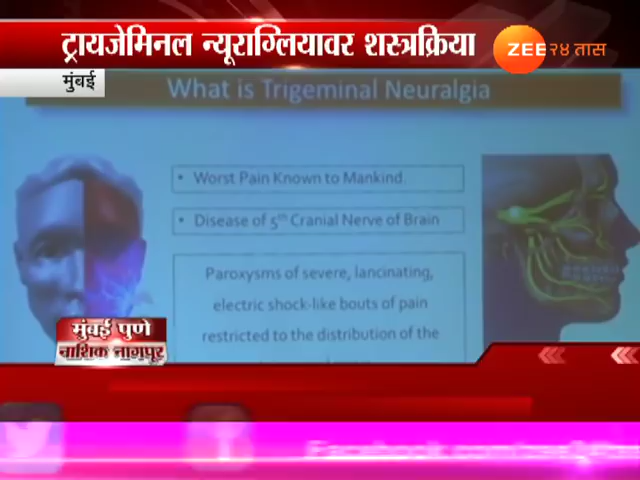 ट्रायजेमिनल न्यूराग्लियावर शस्त्रक्रिया
ZEE २४ तास
मुंबई
What is Trigeminal Neuralgia
• Worst Pain Known to Mankind.
• Disease of 5th Cranial Nerve of Brain
Paroxysms of severe, lancinating,
electric shock-like bouts of pain
restricted to the distribution of the
मुंबई पुणे
नाशिक नागपूर